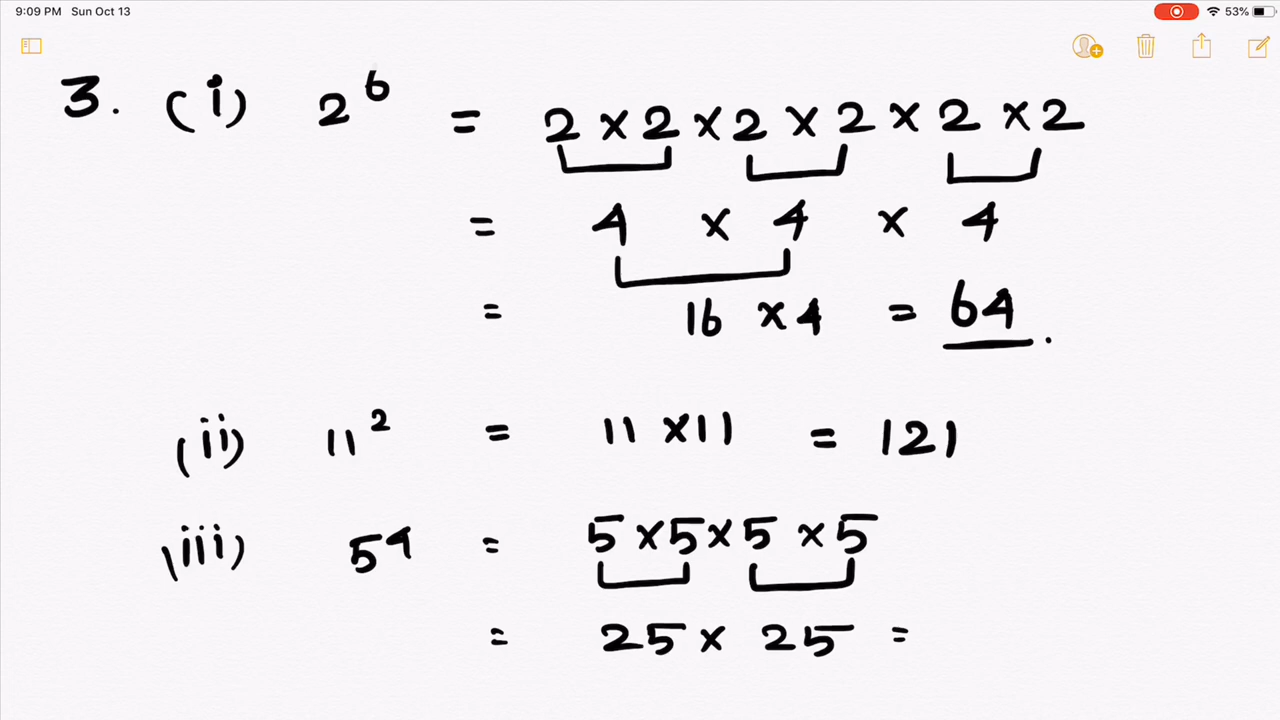 9:09 PM Sun Oct 13 53%
3. (i) 2⁶ = 2 × 2 × 2 × 2 × 2 × 2
= 4 × 4 × 4
= 16 × 4 = 64.
(ii) 11² = 11 × 11 = 121
(iii) 5⁴ = 5 × 5 × 5 × 5
= 25 × 25 =